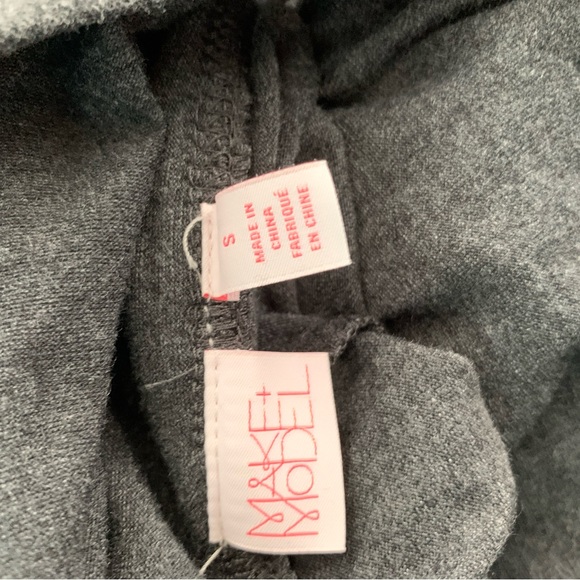 S
MADE IN
CHINA
FABRIQUÉ
EN CHINE
MAKE+
MODEL